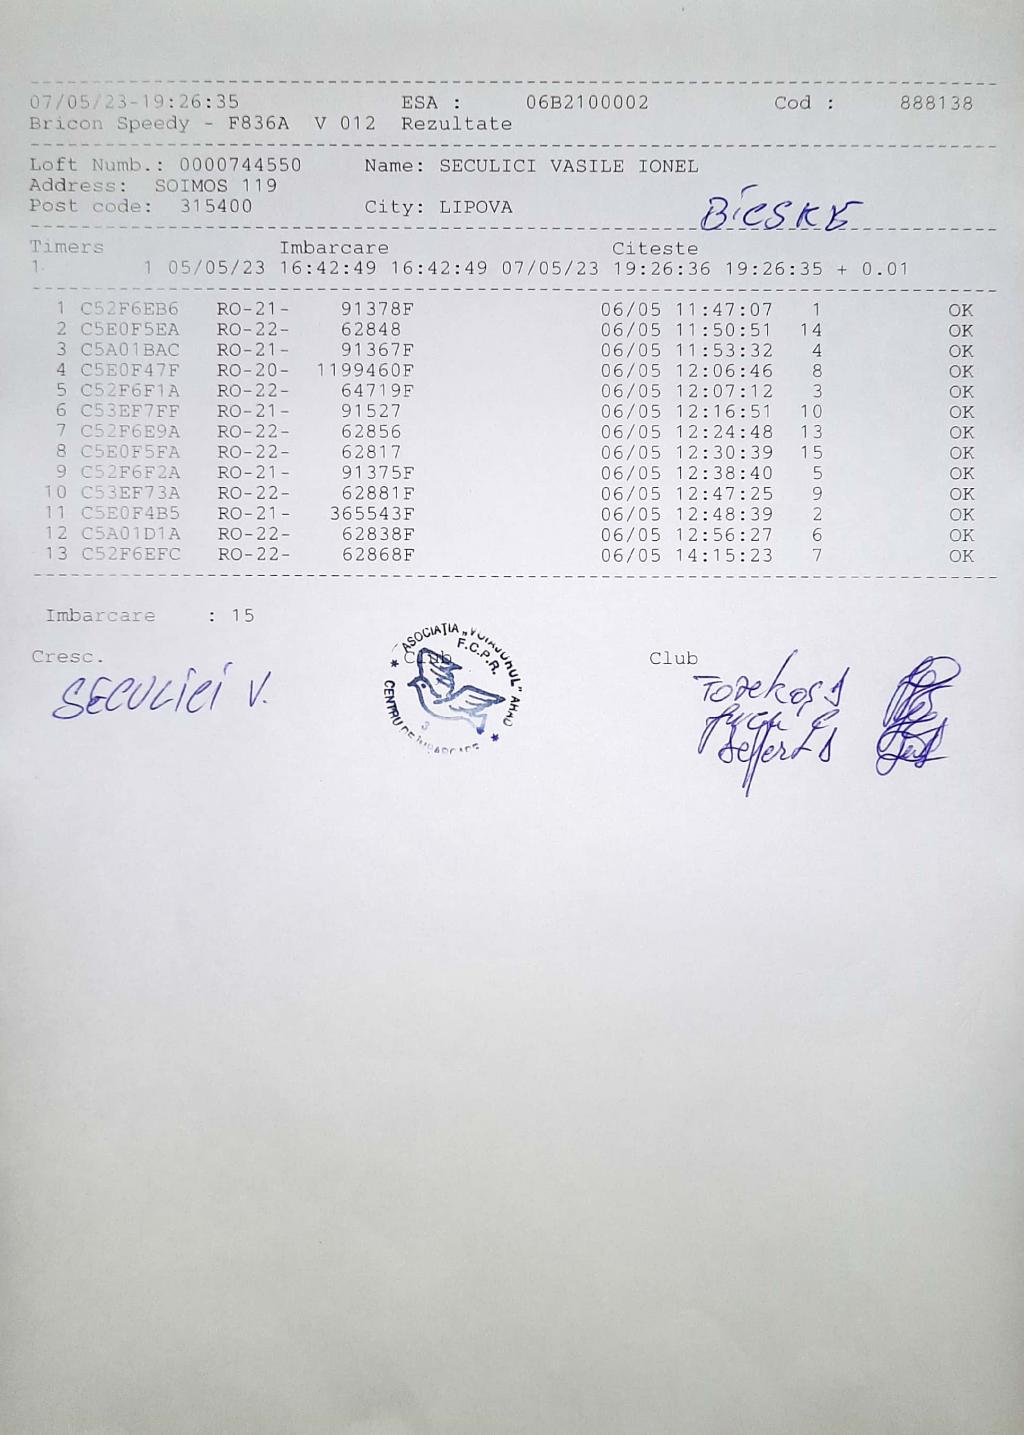 07/05/23-19:26:35 ESA : 06B2100002 Cod : 888138
Bricon Speedy - F836A V 012 Rezultate
Loft Numb.: 0000744550 Name: SECULICI VASILE IONEL
Address: SOIMOS 119
Post code: 315400 City: LIPOVA
BICSKE
Timers Imbarcare Citeste
1 1 05/05/23 16:42:49 16:42:49 07/05/23 19:26:36 19:26:35 + 0.01
1 C52F6EB6 RO-21- 91378F 06/05 11:47:07 1 OK
2 C5E0F5EA RO-22- 62848 06/05 11:50:51 14 OK
3 C5A01BAC RO-21- 91367F 06/05 11:53:32 4 OK
4 C5E0F47F RO-20- 1199460F 06/05 12:06:46 8 OK
5 C52F6F1A RO-22- 64719F 06/05 12:07:12 3 OK
6 C53EF7FF RO-21- 91527 06/05 12:16:51 10 OK
7 C52F6E9A RO-22- 62856 06/05 12:24:48 13 OK
8 C5E0F5FA RO-22- 62817 06/05 12:30:39 15 OK
9 C52F6F2A RO-21- 91375F 06/05 12:38:40 5 OK
10 C53EF73A RO-22- 62881F 06/05 12:47:25 9 OK
11 C5E0F4B5 RO-21- 365543F 06/05 12:48:39 2 OK
12 C5A01D1A RO-22- 62838F 06/05 12:56:27 6 OK
13 C52F6EFC RO-22- 62868F 06/05 14:15:23 7 OK
Imbarcare : 15
Cresc. Club Club
SECULICI V.
ASOCIAŢIA „VOIAJORUL" ARAD
F.C.P.R.
CENTRU DE IMBARCARE
3